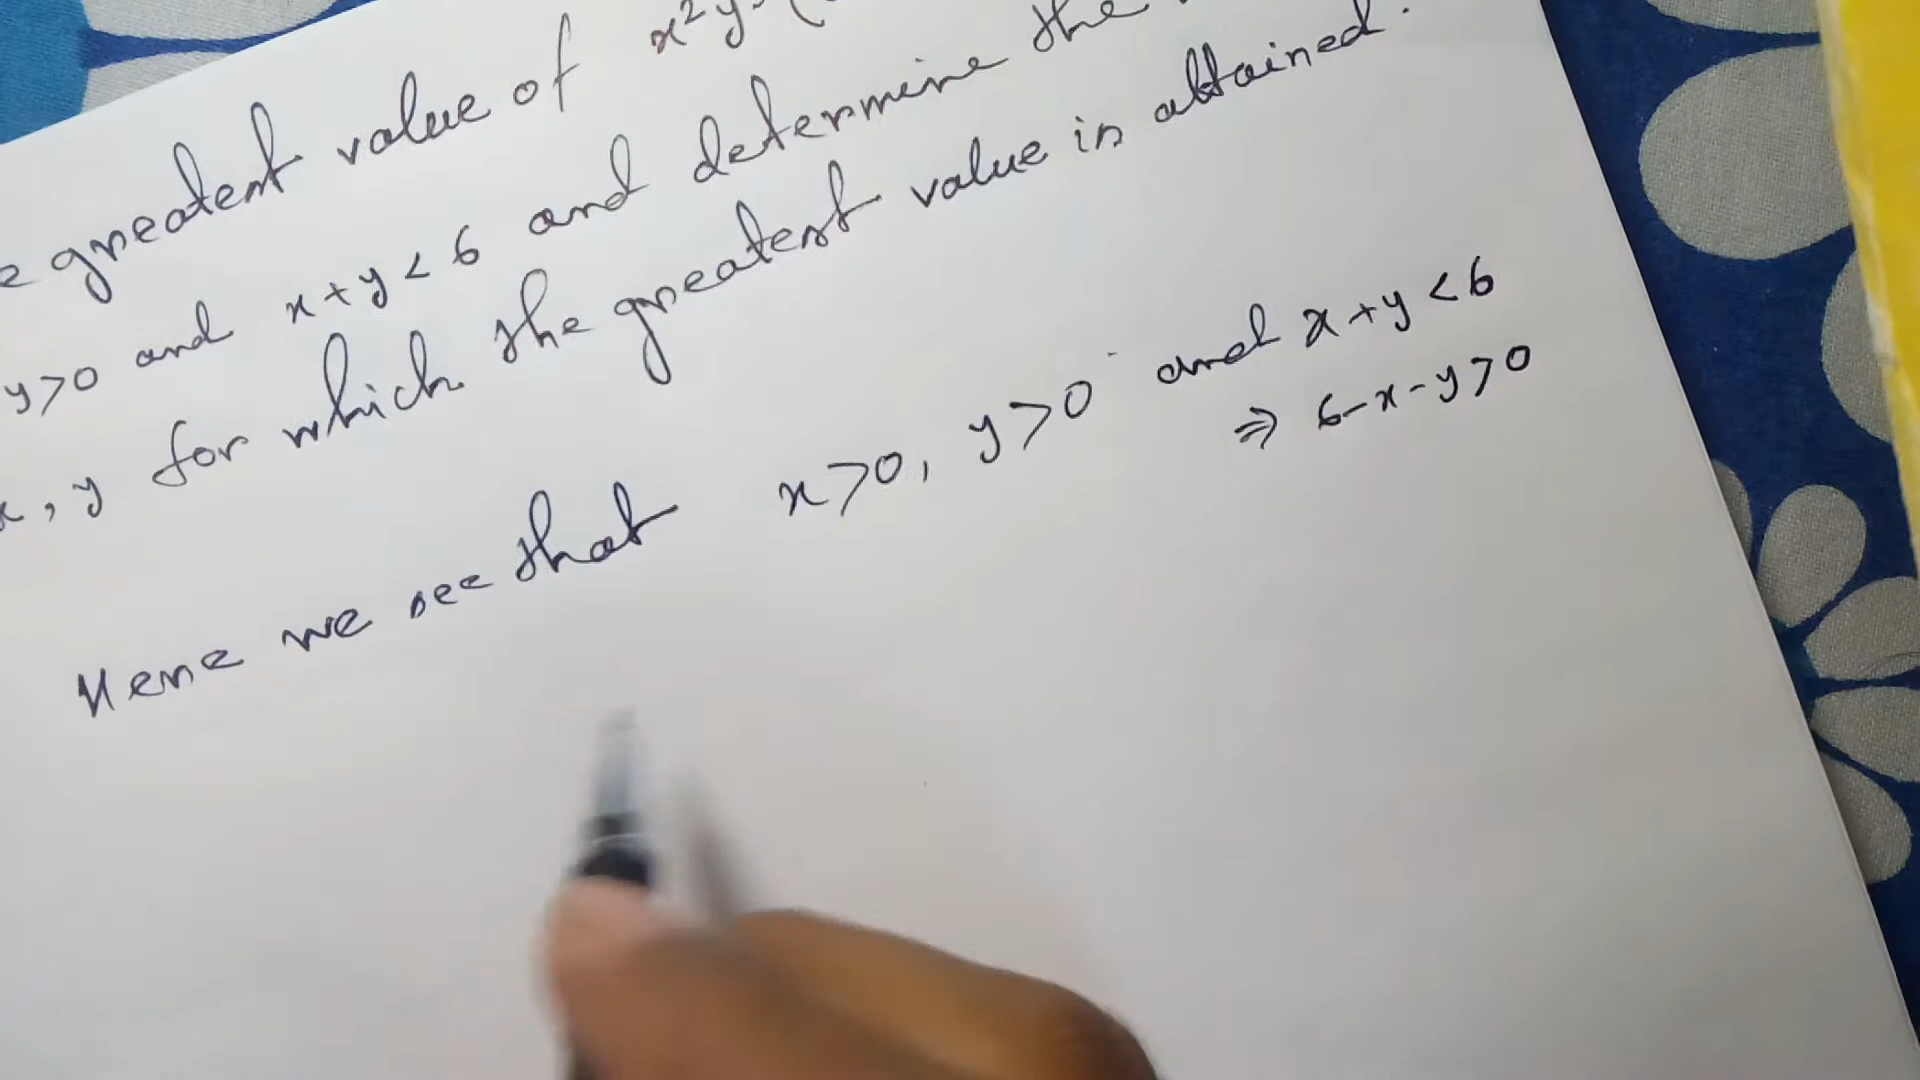 greatest value of x²y
y>0 and x+y<6 and determine the
x, y for which the greatest value is attained.
Here we see that x>0, y>0 and x+y<6
⇒ 6-x-y>0